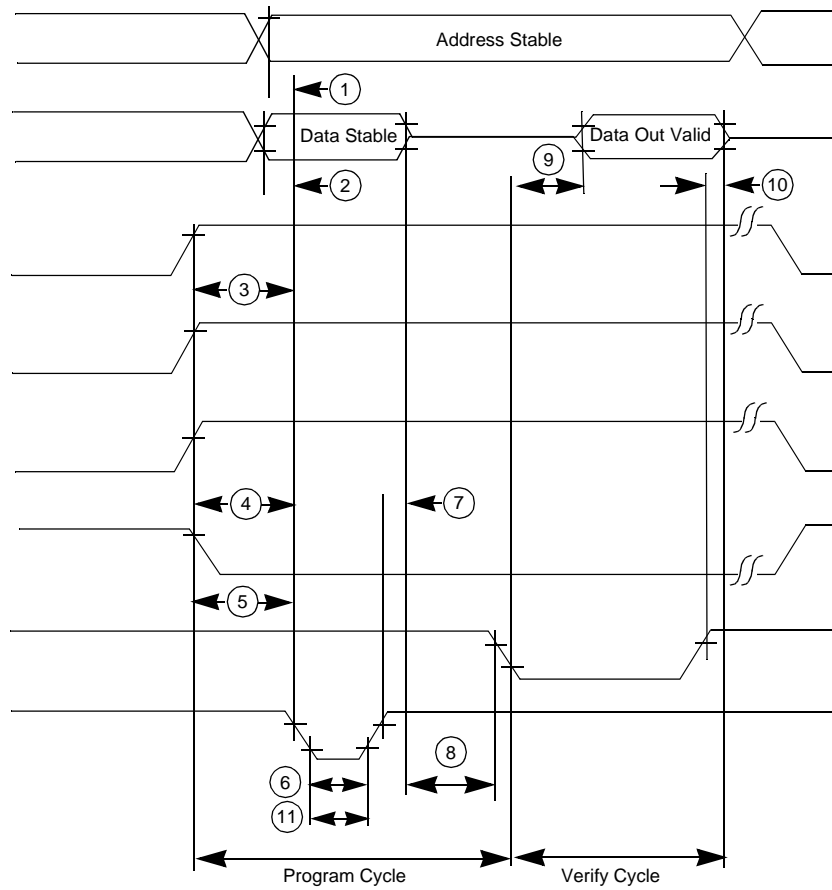 Address Stable
1
Data Stable
Data Out Valid
9
2
10
3
4
7
5
8
6
11
Program Cycle
Verify Cycle